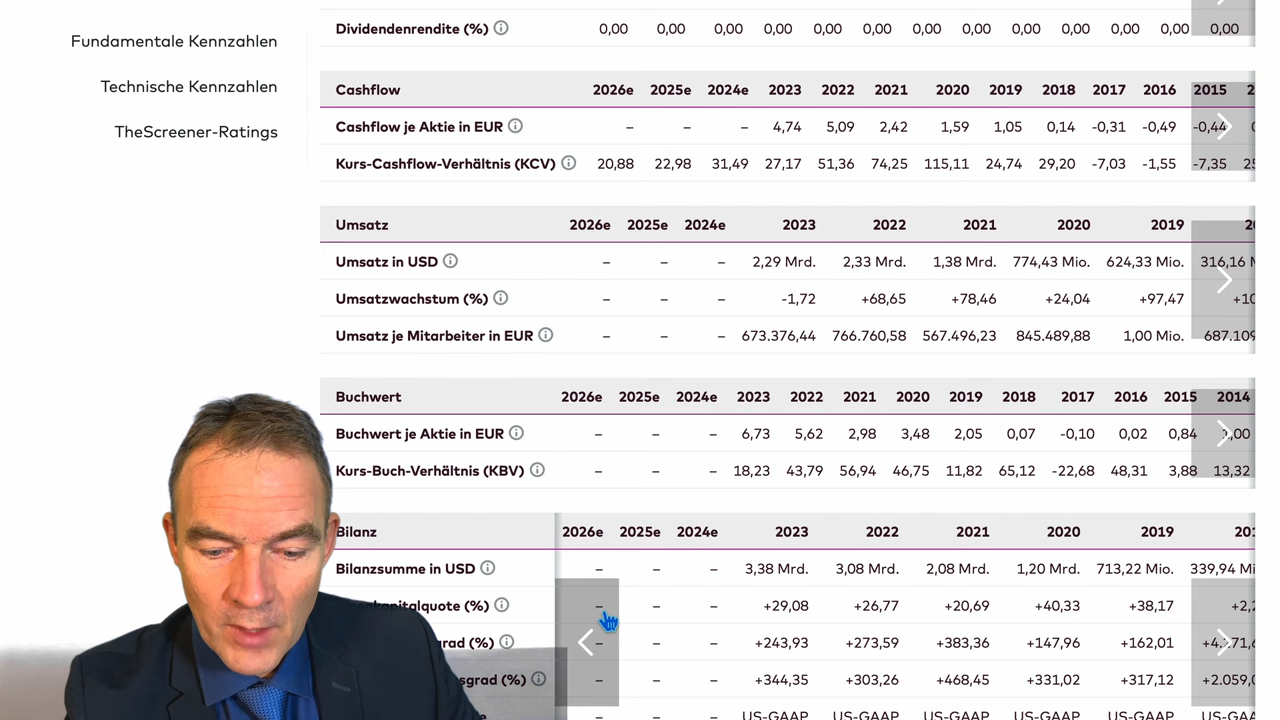 Dividendenrendite (%) 0,00 0,00 0,00 0,00 0,00 0,00 0,00 0,00 0,00 0,00 0,00 0,00 0,00
Fundamentale Kennzahlen
Technische Kennzahlen
TheScreener-Ratings
Cashflow 2026e 2025e 2024e 2023 2022 2021 2020 2019 2018 2017 2016 2015
Cashflow je Aktie in EUR – – – 4,74 5,09 2,42 1,59 1,05 0,14 -0,31 -0,49 -0,44
Kurs-Cashflow-Verhältnis (KCV) 20,88 22,98 31,49 27,17 51,36 74,25 115,11 24,74 29,20 -7,03 -1,55 -7,35
Umsatz 2026e 2025e 2024e 2023 2022 2021 2020 2019
Umsatz in USD – – – 2,29 Mrd. 2,33 Mrd. 1,38 Mrd. 774,43 Mio. 624,33 Mio. 316,16 M
Umsatzwachstum (%) – – – -1,72 +68,65 +78,46 +24,04 +97,47
Umsatz je Mitarbeiter in EUR – – – 673.376,44 766.760,58 567.496,23 845.489,88 1,00 Mio. 687.109
Buchwert 2026e 2025e 2024e 2023 2022 2021 2020 2019 2018 2017 2016 2015 2014
Buchwert je Aktie in EUR – – – 6,73 5,62 2,98 3,48 2,05 0,07 -0,10 0,02 0,84
Kurs-Buch-Verhältnis (KBV) – – – 18,23 43,79 56,94 46,75 11,82 65,12 -22,68 48,31 3,88 13,32
Bilanz 2026e 2025e 2024e 2023 2022 2021 2020 2019
Bilanzsumme in USD – – – 3,38 Mrd. 3,08 Mrd. 2,08 Mrd. 1,20 Mrd. 713,22 Mio. 339,94 Mi
(%) – – – +29,08 +26,77 +20,69 +40,33 +38,17
(%) – – +243,93 +273,59 +383,36 +147,96 +162,01
(%) – – – +344,35 +303,26 +468,45 +331,02 +317,12 +2.059,0
– – – US-GAAP US-GAAP US-GAAP US-GAAP US-GAAP